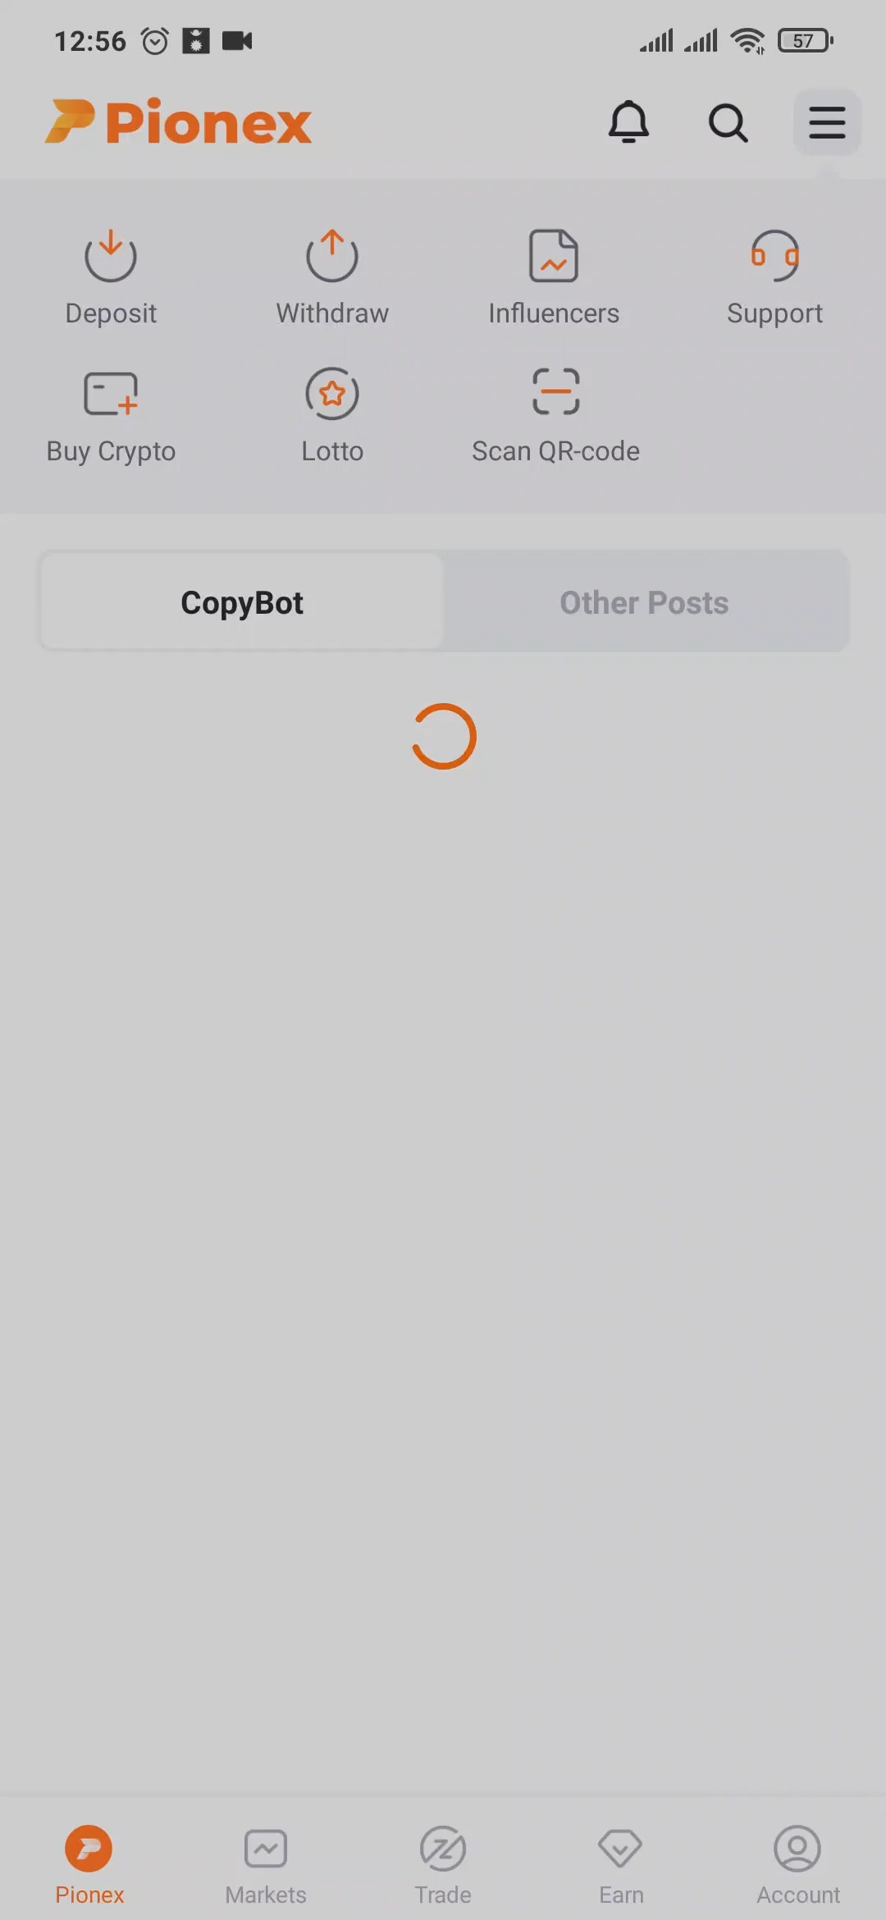 12:56
57
Pionex
Deposit
Withdraw
Influencers
Support
Buy Crypto
Lotto
Scan QR-code
CopyBot
Other Posts
Pionex
Markets
Trade
Earn
Account